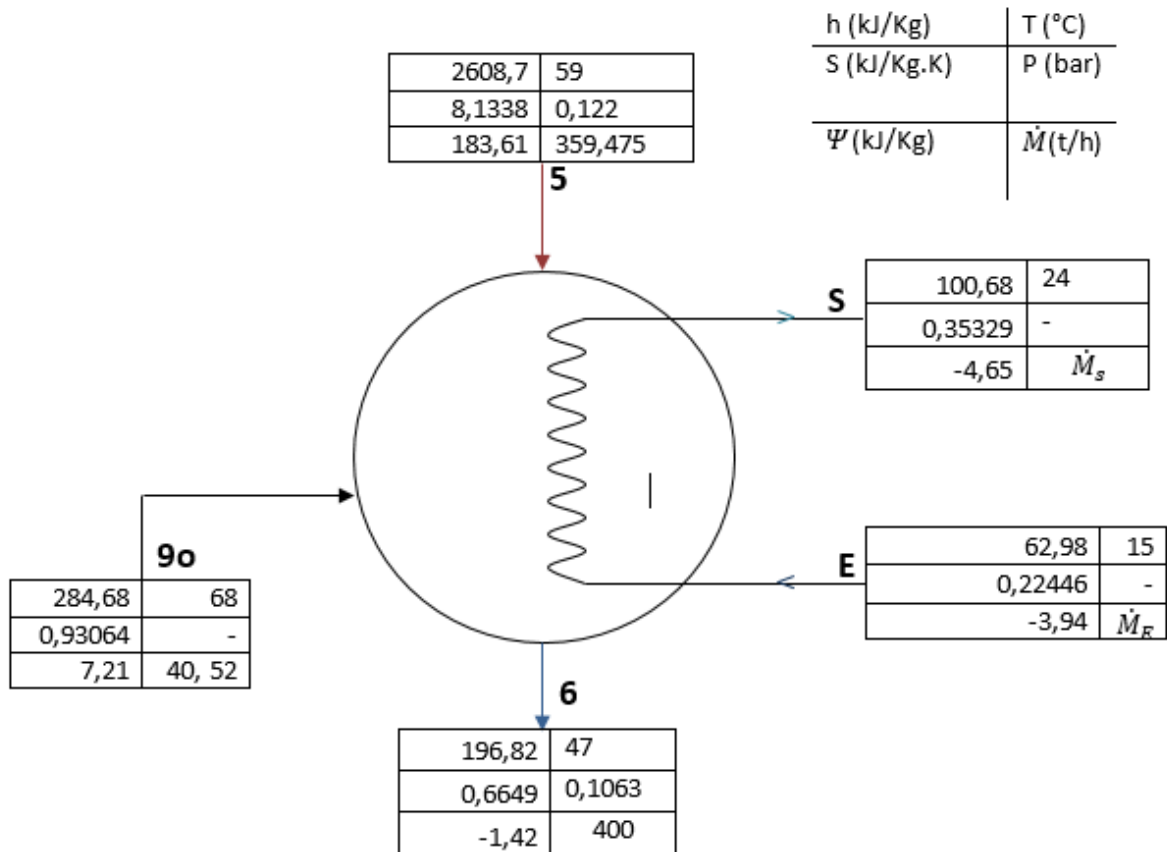 h (kJ/Kg) T (°C)
S (kJ/Kg.K) P (bar)
Ψ (kJ/Kg) Ṁ (t/h)
2608,7 59
8,1338 0,122
183,61 359,475
5
S
100,68 24
0,35329 -
-4,65 Ṁₛ
9o
284,68 68
0,93064 -
7,21 40, 52
E
62,98 15
0,22446 -
-3,94 Ṁ_E
6
196,82 47
0,6649 0,1063
-1,42 400